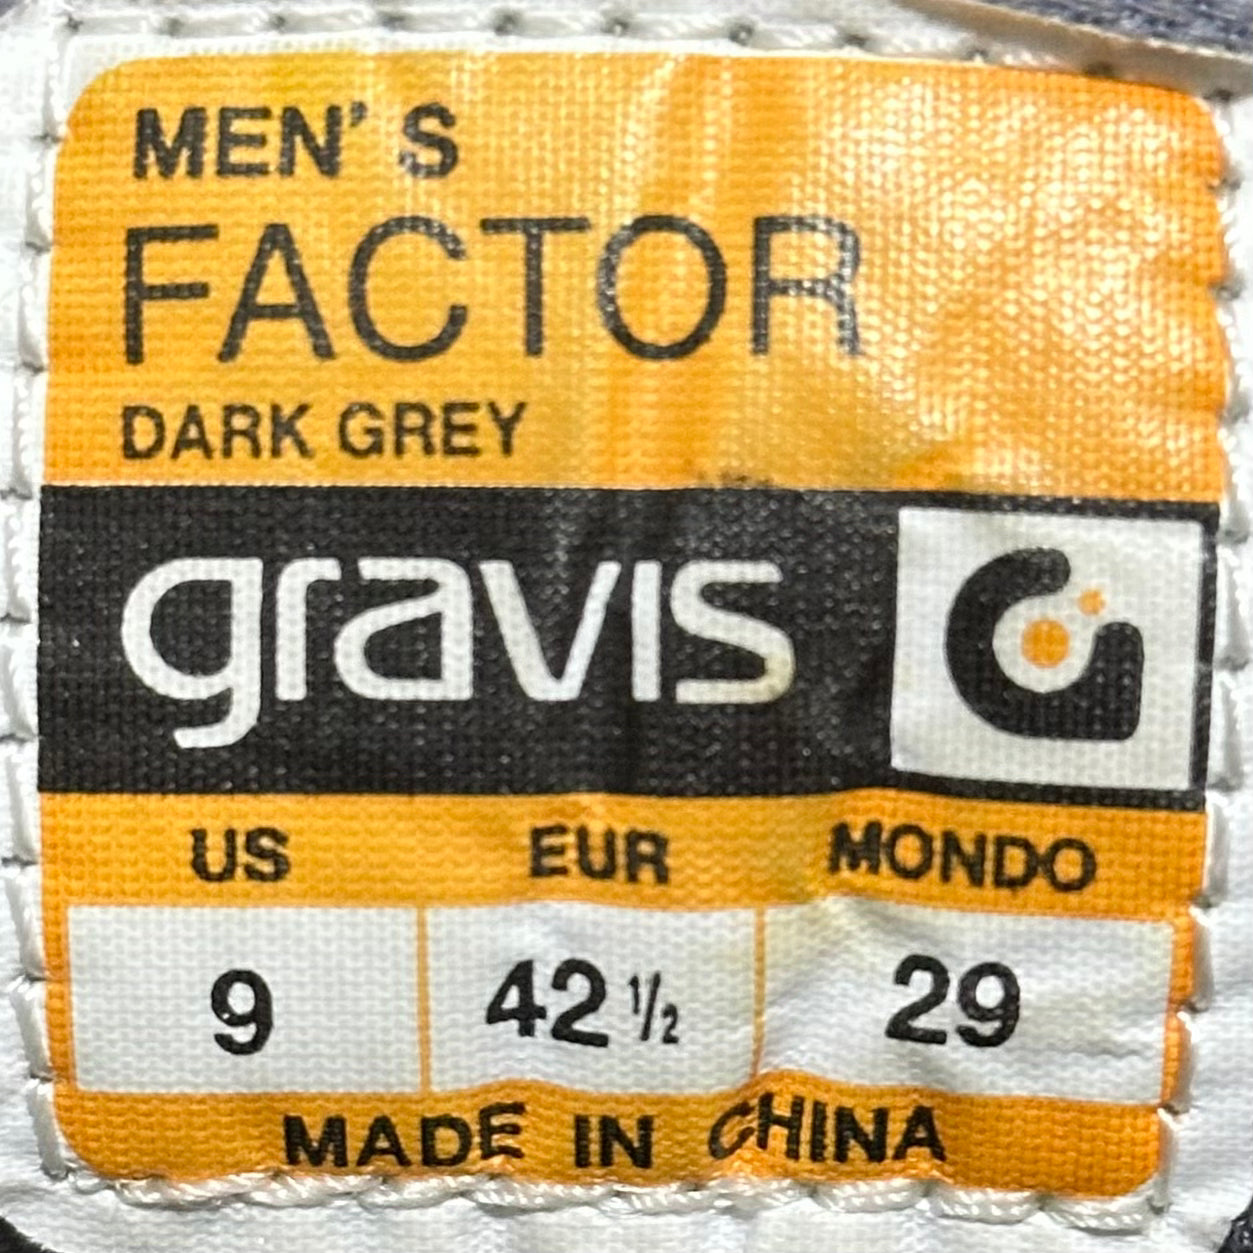 MEN'S
FACTOR
DARK GREY
gravis
US EUR MONDO
9 42 ½ 29
MADE IN CHINA